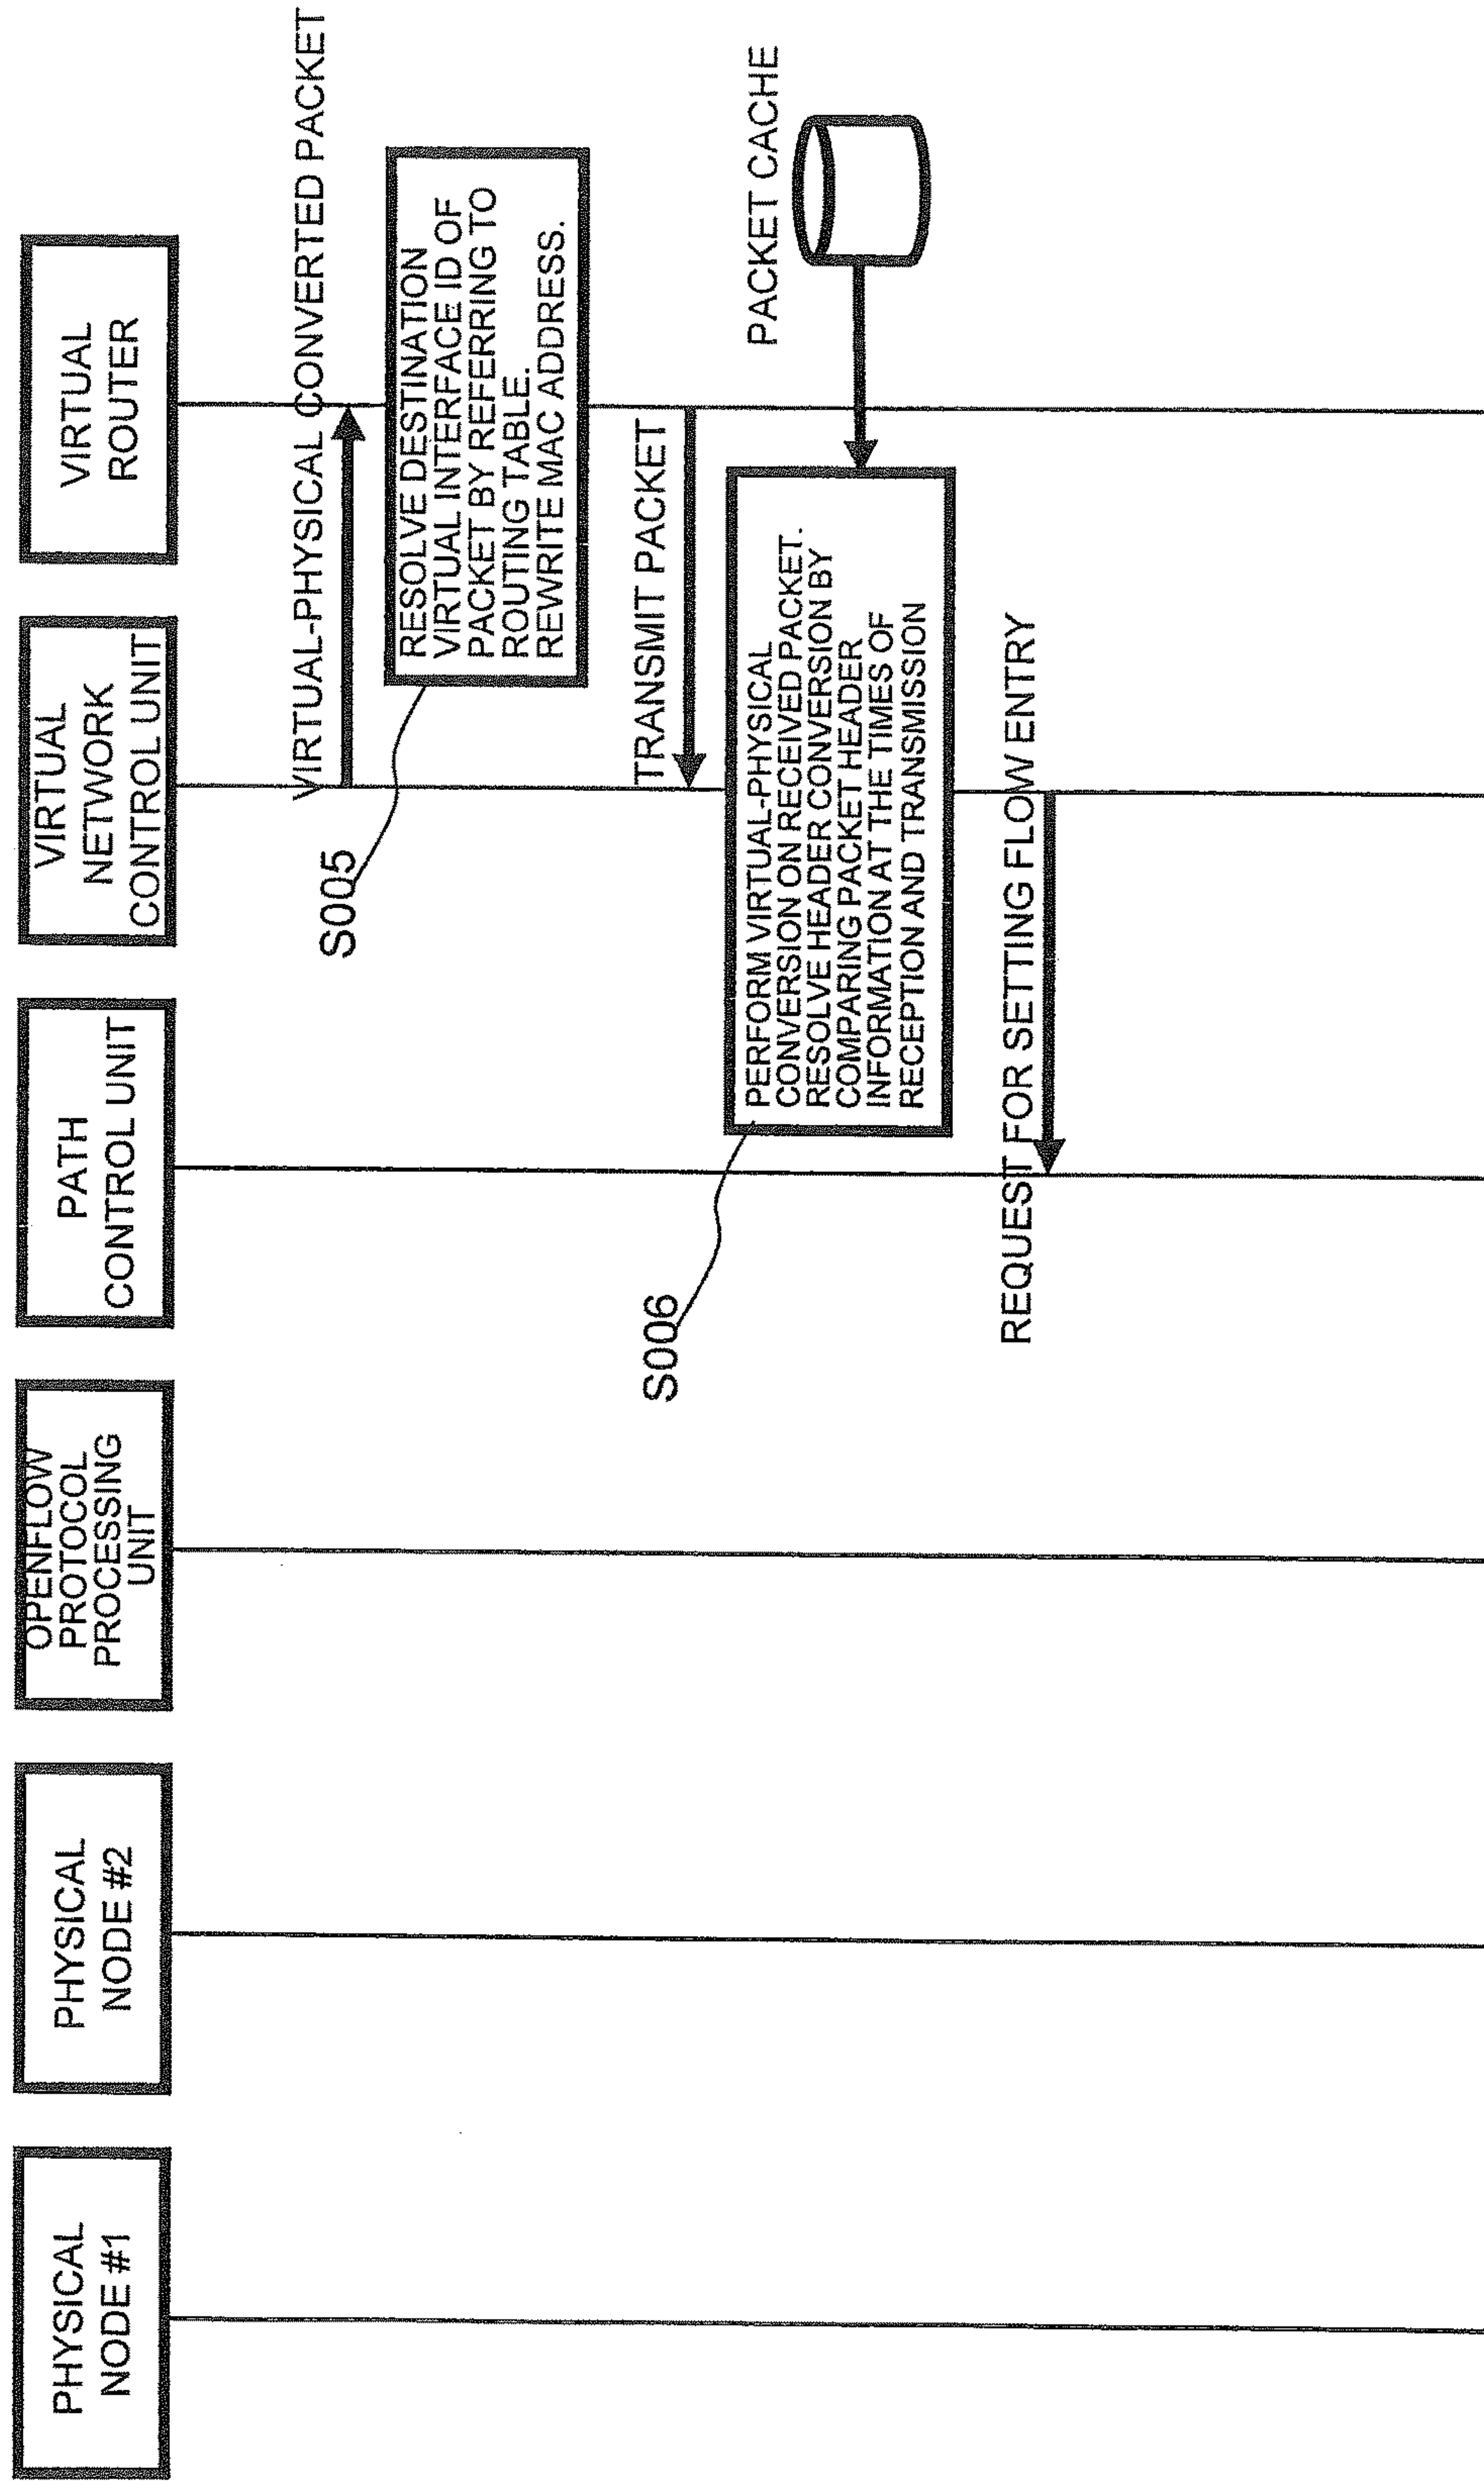 PHYSICAL
NODE #1
PHYSICAL
NODE #2
OPENFLOW
PROTOCOL
PROCESSING
UNIT
PATH
CONTROL UNIT
VIRTUAL
NETWORK
CONTROL UNIT
VIRTUAL
ROUTER
VIRTUAL-PHYSICAL CONVERTED PACKET
S005
RESOLVE DESTINATION
VIRTUAL INTERFACE ID OF
PACKET BY REFERRING TO
ROUTING TABLE.
REWRITE MAC ADDRESS.
TRANSMIT PACKET
S006
PERFORM VIRTUAL-PHYSICAL
CONVERSION ON RECEIVED PACKET.
RESOLVE HEADER CONVERSION BY
COMPARING PACKET HEADER
INFORMATION AT THE TIMES OF
RECEPTION AND TRANSMISSION
PACKET CACHE
REQUEST FOR SETTING FLOW ENTRY